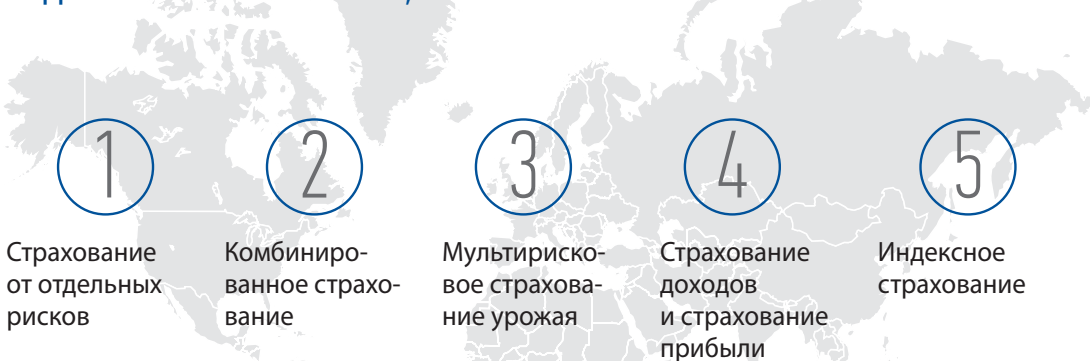 1
2
3
4
5
Страхование
от отдельных
рисков
Комбиниро-
ванное страхо-
вание
Мультириско-
вое страхова-
ние урожая
Страхование
доходов
и страхование
прибыли
Индексное
страхование